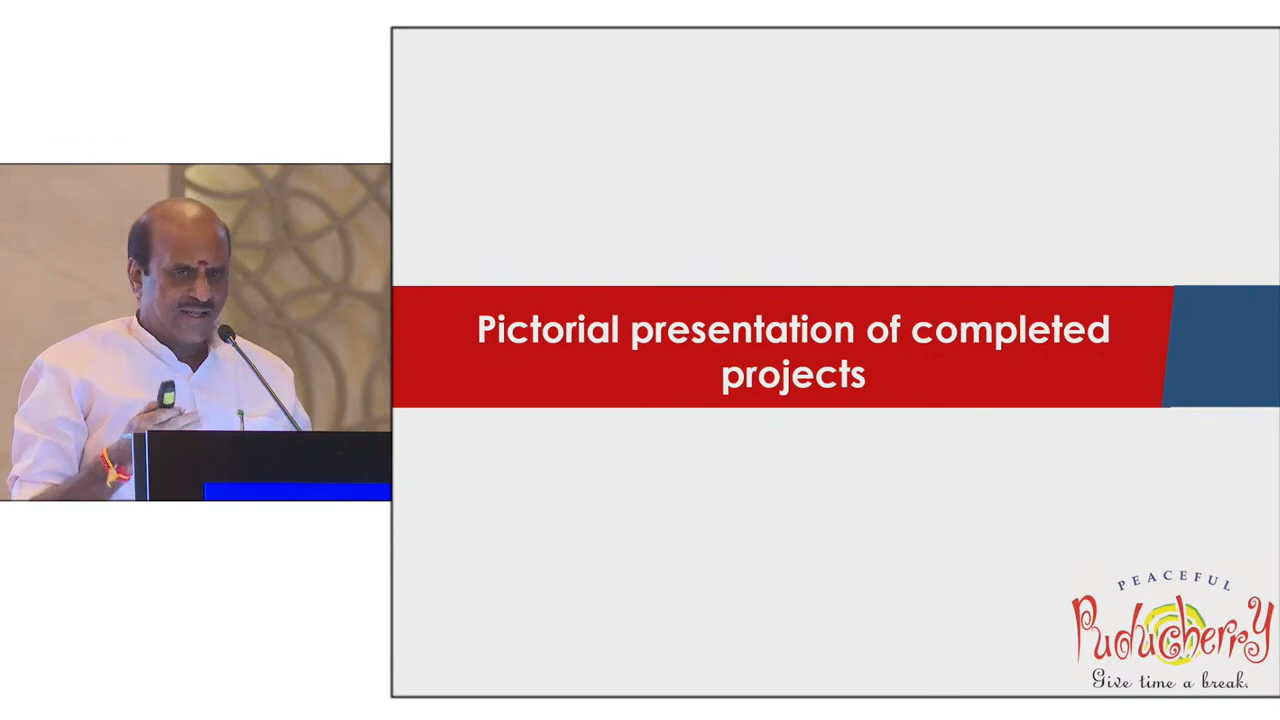 Pictorial presentation of completed
projects
PEACEFUL
Puducherry
Give time a break.